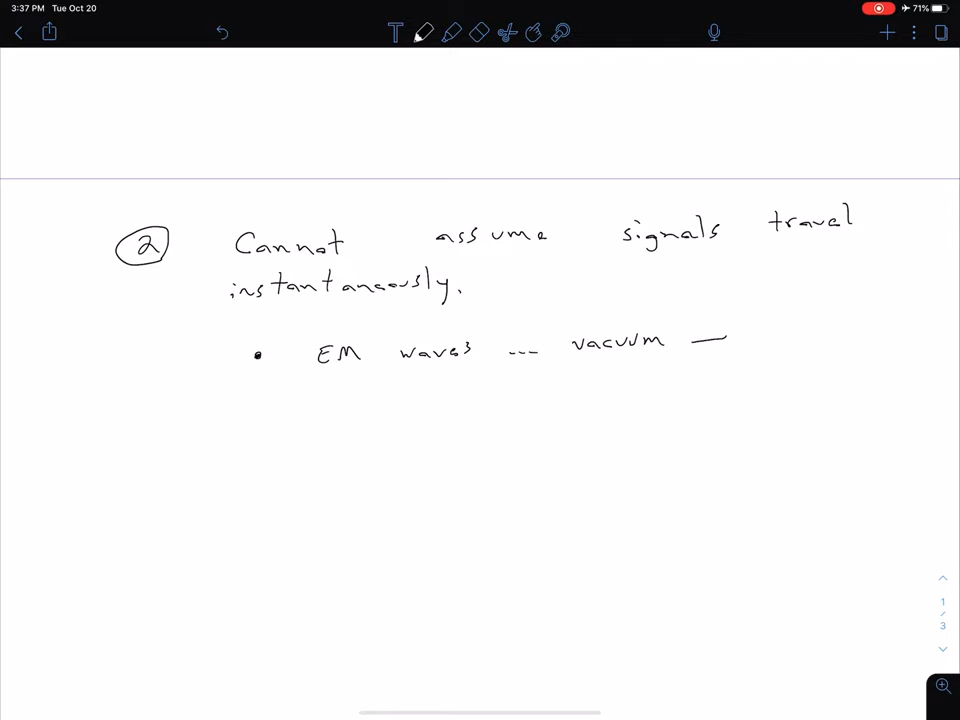 3:37 PM Tue Oct 20
71%
T
② Cannot assume signals travel
instantaneously.
• EM waves --- vacuum —
1
/
3